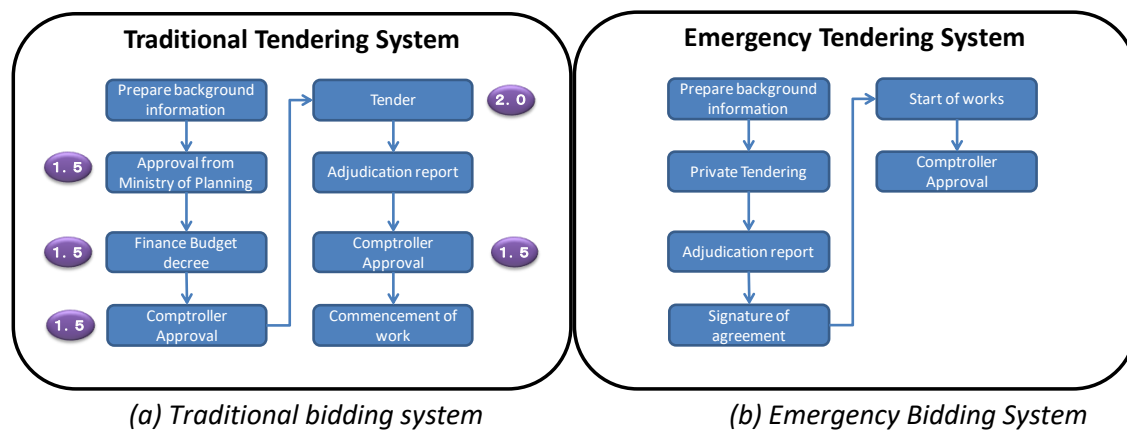 Traditional Tendering System
Prepare background
information
1. 5
Approval from
Ministry of Planning
1. 5
Finance Budget
decree
1. 5
Comptroller
Approval
Tender
2. 0
Adjudication report
Comptroller
Approval
1. 5
Commencement of
work
(a) Traditional bidding system
Emergency Tendering System
Prepare background
information
Private Tendering
Adjudication report
Signature of
agreement
Start of works
Comptroller
Approval
(b) Emergency Bidding System